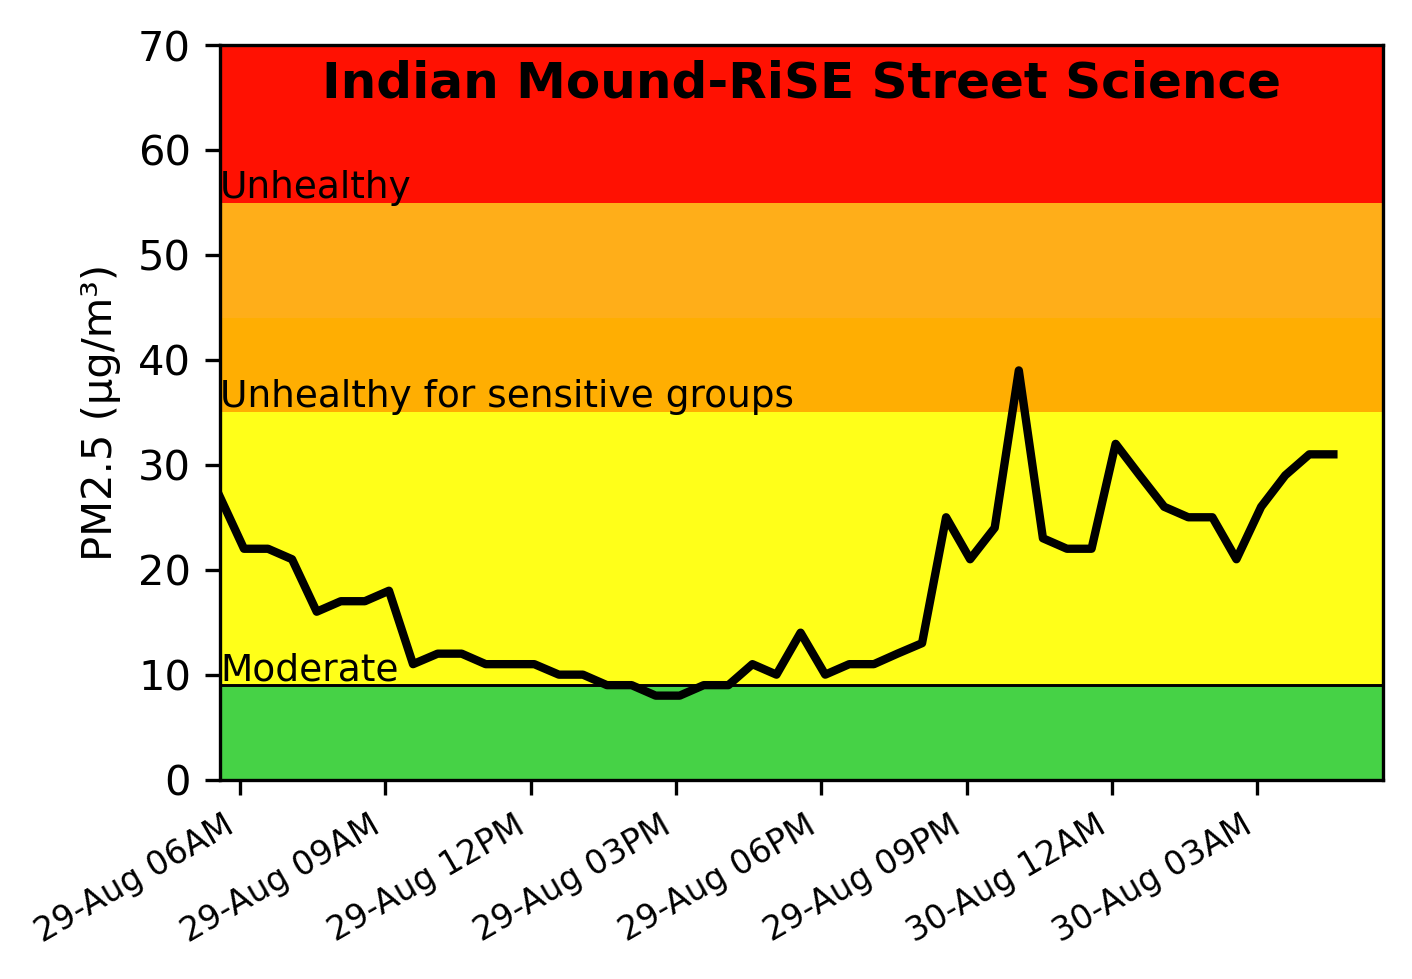 Indian Mound-RiSE Street Science
70
60
50
40
30
20
10
0
PM2.5 (µg/m³)
Unhealthy
Unhealthy for sensitive groups
Moderate
29-Aug 06AM
29-Aug 09AM
29-Aug 12PM
29-Aug 03PM
29-Aug 06PM
29-Aug 09PM
30-Aug 12AM
30-Aug 03AM